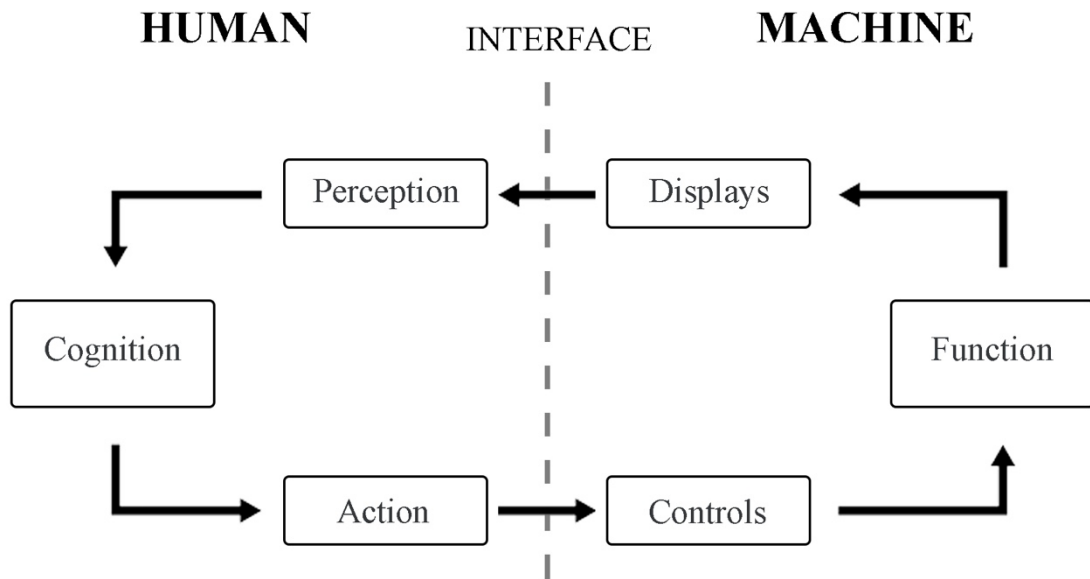 HUMAN
INTERFACE
MACHINE
Perception
Displays
Cognition
Function
Action
Controls